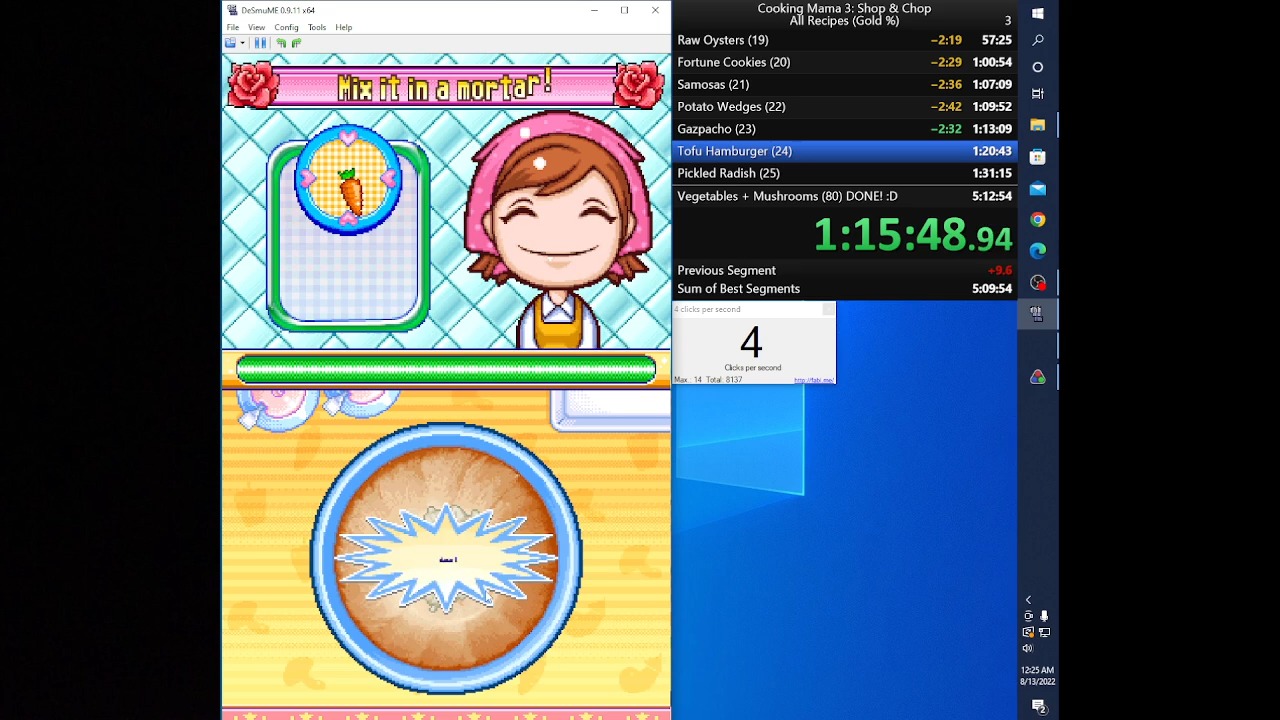 DeSmuME 0.9.11 x64
File View Config Tools Help
Mix it in a mortar!
Cooking Mama 3: Shop & Chop
All Recipes (Gold %)
3
Raw Oysters (19) −2:19 57:25
Fortune Cookies (20) −2:29 1:00:54
Samosas (21) −2:36 1:07:09
Potato Wedges (22) −2:42 1:09:52
Gazpacho (23) −2:32 1:13:09
Tofu Hamburger (24) 1:20:43
Pickled Radish (25) 1:31:15
Vegetables + Mushrooms (80) DONE! :D 5:12:54
1:15:48.94
Previous Segment +9.6
Sum of Best Segments 5:09:54
4 clicks per second
4
Clicks per second
Max : 14 Total: 8137
http://fabi.me/
12:25 AM
8/13/2022
2